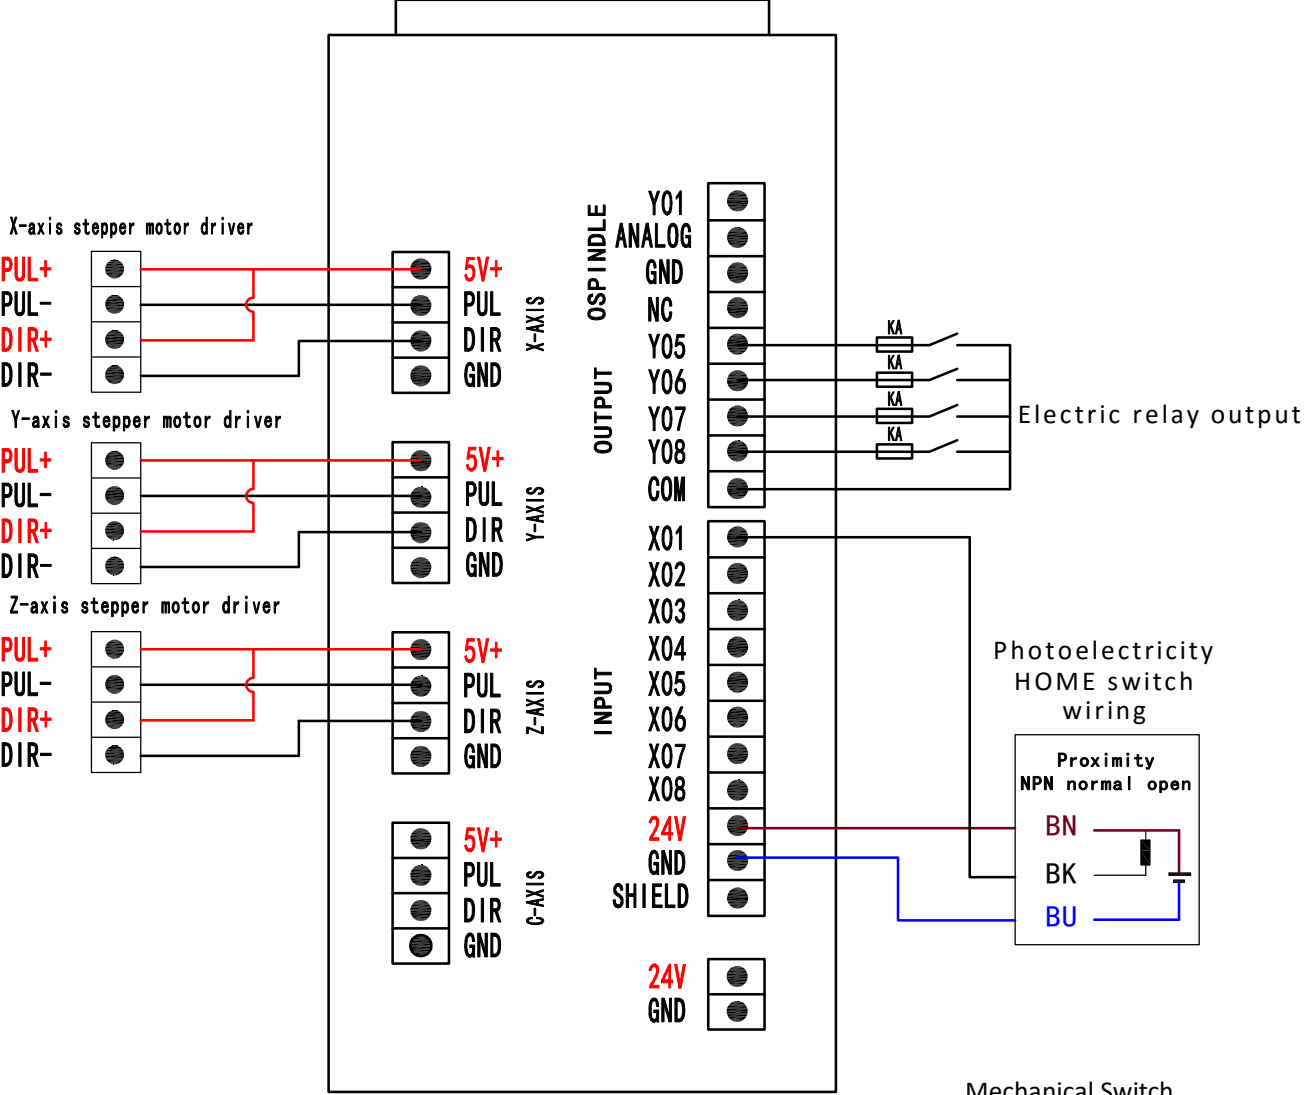 X-axis stepper motor driver
PUL+
PUL-
DIR+
DIR-
Y-axis stepper motor driver
PUL+
PUL-
DIR+
DIR-
Z-axis stepper motor driver
PUL+
PUL-
DIR+
DIR-
5V+
PUL
DIR
GND
X-AXIS
5V+
PUL
DIR
GND
Y-AXIS
5V+
PUL
DIR
GND
Z-AXIS
5V+
PUL
DIR
GND
C-AXIS
OSPINDLE
Y01
ANALOG
GND
NC
OUTPUT
Y05
Y06
Y07
Y08
COM
INPUT
X01
X02
X03
X04
X05
X06
X07
X08
24V
GND
SHIELD
24V
GND
KA
KA
KA
KA
Electric relay output
Photoelectricity
HOME switch
wiring
Proximity
NPN normal open
BN
BK
BU
Mechanical Switch